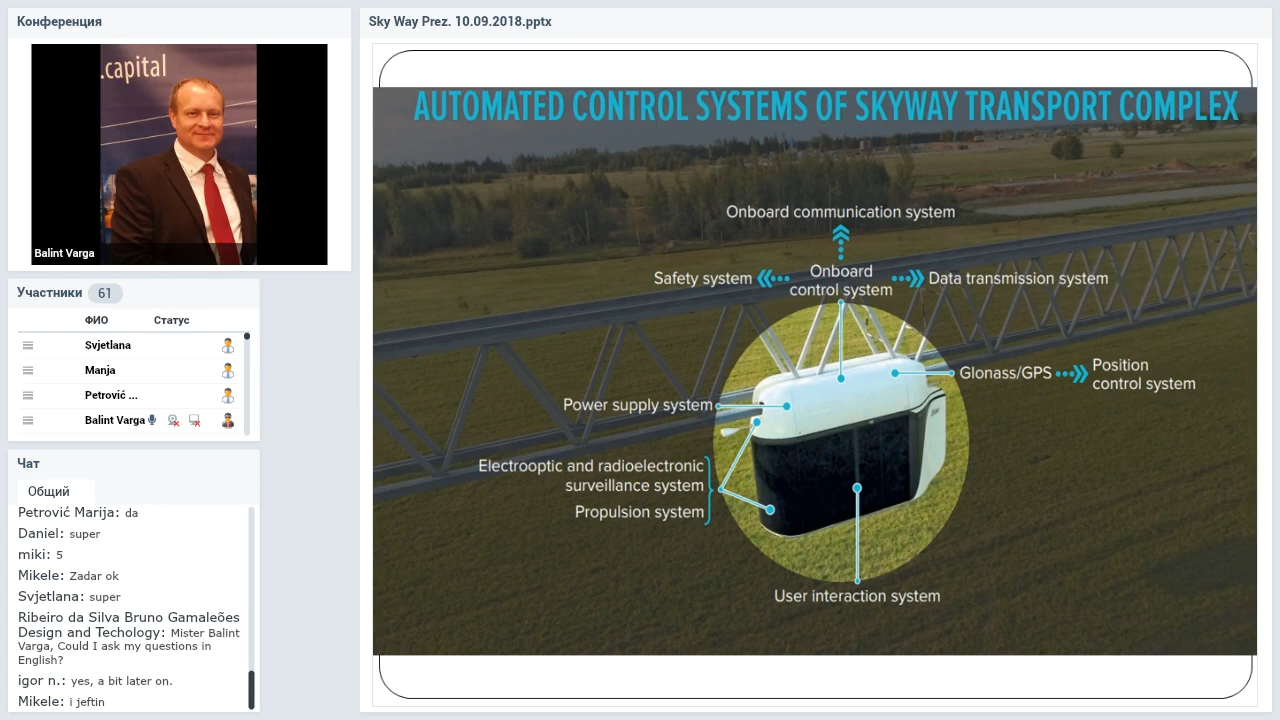 Конференция
.capital
Balint Varga
Участники 61
ФИО Статус
Svjetlana
Manja
Petrović ...
Balint Varga
Чат
Общий
Petrović Marija: da
Daniel: super
miki: 5
Mikele: Zadar ok
Svjetlana: super
Ribeiro da Silva Bruno Gamaleões
Design and Techology: Mister Balint
Varga, Could I ask my questions in
English?
igor n.: yes, a bit later on.
Mikele: i jeftin
Sky Way Prez. 10.09.2018.pptx
AUTOMATED CONTROL SYSTEMS OF SKYWAY TRANSPORT COMPLEX
Onboard communication system
Safety system
Onboard
control system
Data transmission system
Glonass/GPS
Position
control system
Power supply system
Electrooptic and radioelectronic
surveillance system
Propulsion system
User interaction system